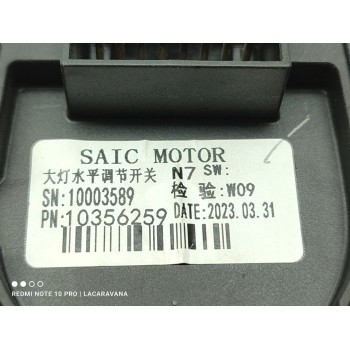 SAIC MOTOR
大灯水平调节开关 N7 SW:
SN:10003589 检 验:W09
PN:10356259 DATE:2023.03.31
REDMI NOTE 10 PRO | LACARAVANA